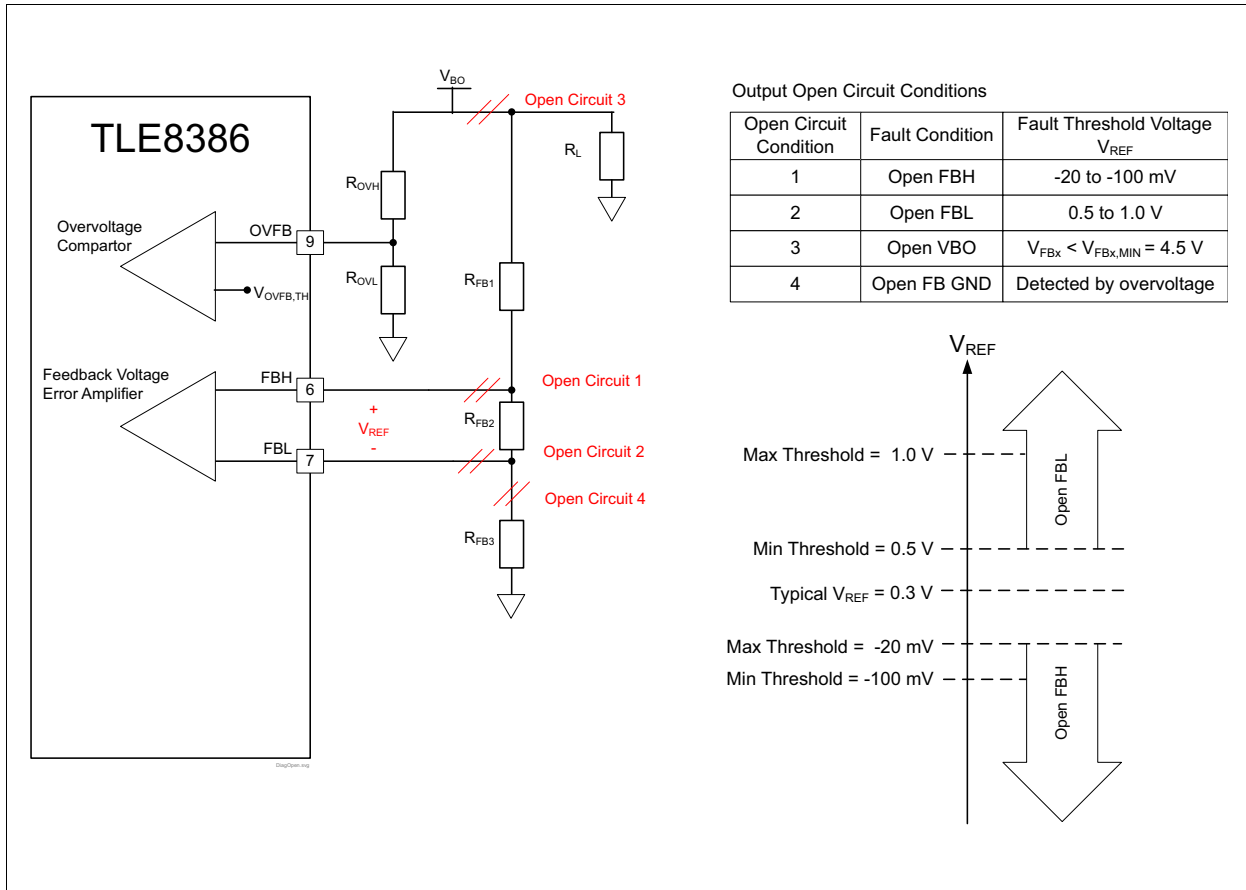 TLE8386
Overvoltage
Compartor
OVFB
9
VOVFB,TH
Feedback Voltage
Error Amplifier
FBH
6
FBL
7
+
VREF
-
VBO
ROVH
ROVL
RFB1
RFB2
RFB3
RL
Open Circuit 3
Open Circuit 1
Open Circuit 2
Open Circuit 4
DiagOpen.svg
Output Open Circuit Conditions
Open Circuit Condition | Fault Condition | Fault Threshold Voltage VREF
1 | Open FBH | -20 to -100 mV
2 | Open FBL | 0.5 to 1.0 V
3 | Open VBO | VFBx < VFBx,MIN = 4.5 V
4 | Open FB GND | Detected by overvoltage
VREF
Max Threshold = 1.0 V
Open FBL
Min Threshold = 0.5 V
Typical VREF = 0.3 V
Max Threshold = -20 mV
Min Threshold = -100 mV
Open FBH